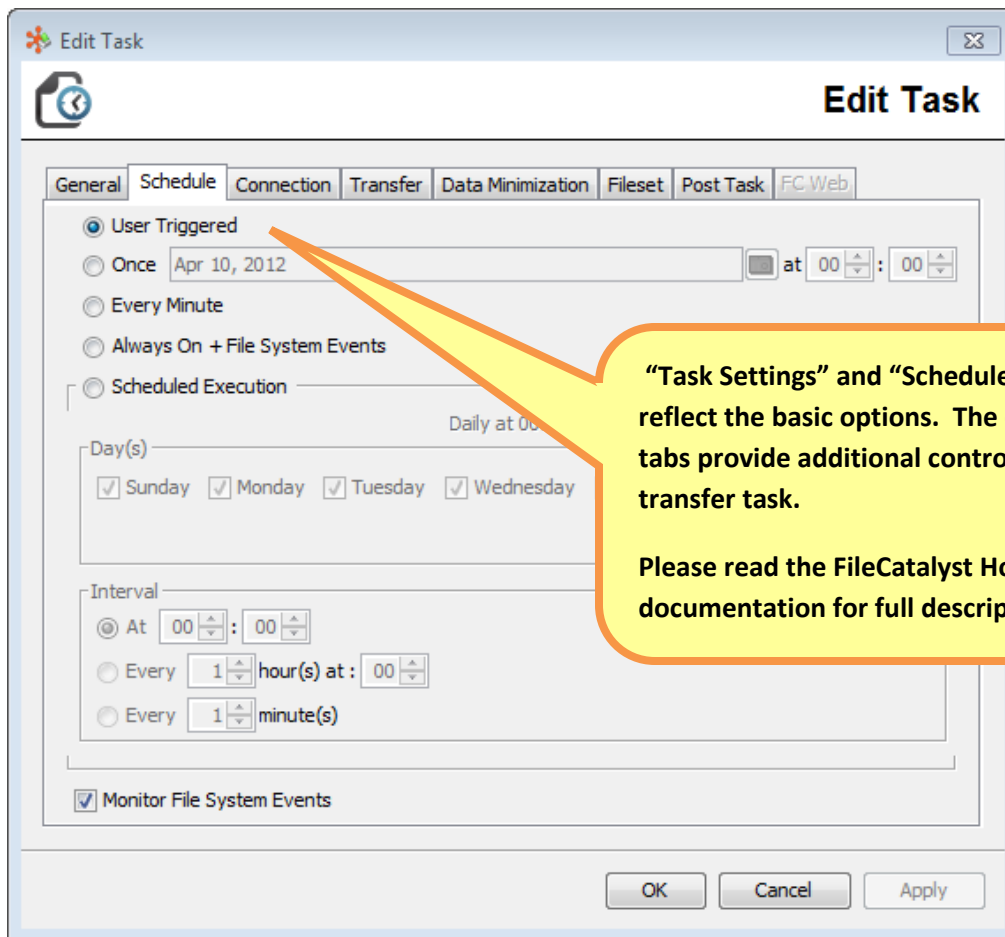 Edit Task
Edit Task
General Schedule Connection Transfer Data Minimization Fileset Post Task FC Web
User Triggered
Once Apr 10, 2012 at 00 : 00
Every Minute
Always On + File System Events
Scheduled Execution
Daily at
Day(s)
Sunday Monday Tuesday Wednesday
Interval
At 00 : 00
Every 1 hour(s) at : 00
Every 1 minute(s)
Monitor File System Events
OK Cancel Apply
“Task Settings” and “Schedule
reflect the basic options. The
tabs provide additional
transfer task.
Please read the FileCatalyst
documentation for full